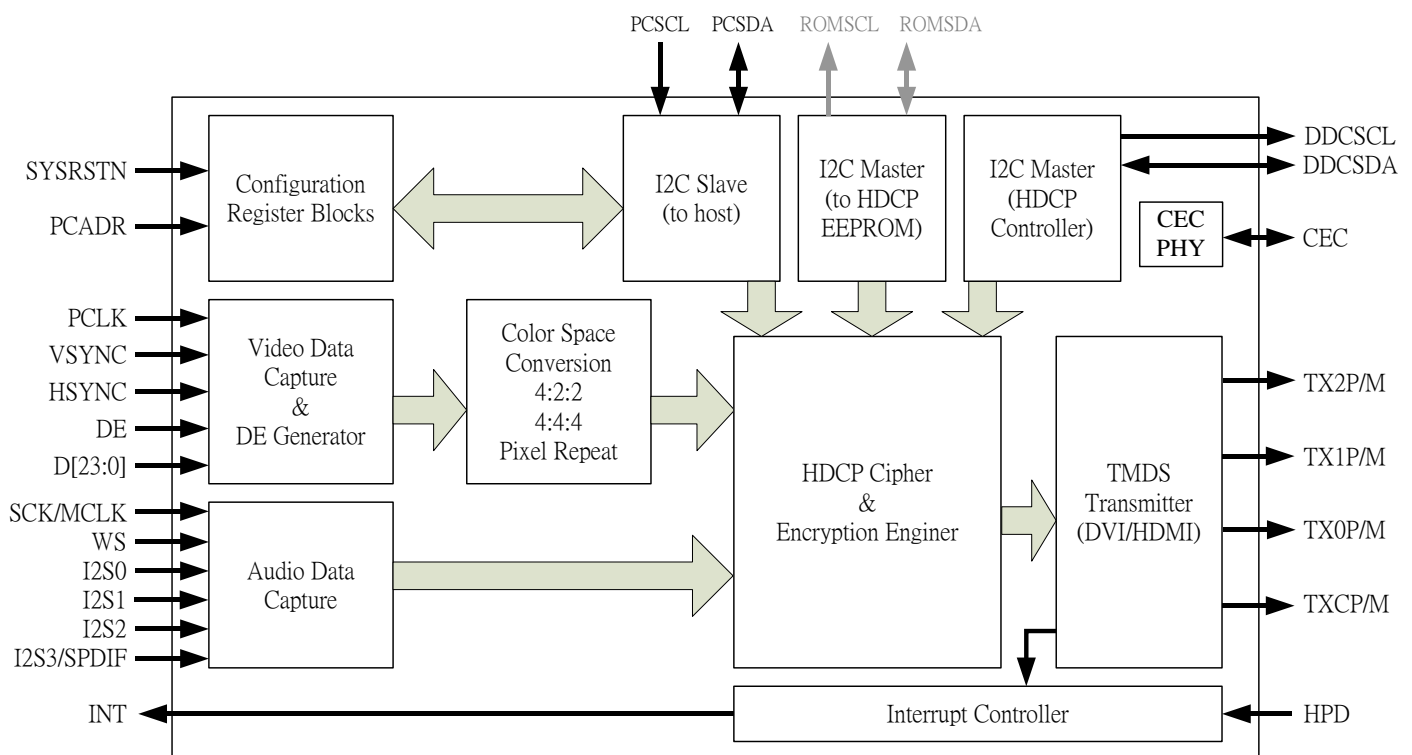 PCSCL PCSDA ROMSCL ROMSDA
SYSRSTN
PCADR
Configuration
Register Blocks
I2C Slave
(to host)
I2C Master
(to HDCP
EEPROM)
I2C Master
(HDCP
Controller)
DDCSCL
DDCSDA
CEC
PHY
CEC
PCLK
VSYNC
HSYNC
DE
D[23:0]
Video Data
Capture
&
DE Generator
Color Space
Conversion
4:2:2
4:4:4
Pixel Repeat
HDCP Cipher
&
Encryption Enginer
TMDS
Transmitter
(DVI/HDMI)
TX2P/M
TX1P/M
TX0P/M
TXCP/M
SCK/MCLK
WS
I2S0
I2S1
I2S2
I2S3/SPDIF
Audio Data
Capture
INT
Interrupt Controller
HPD